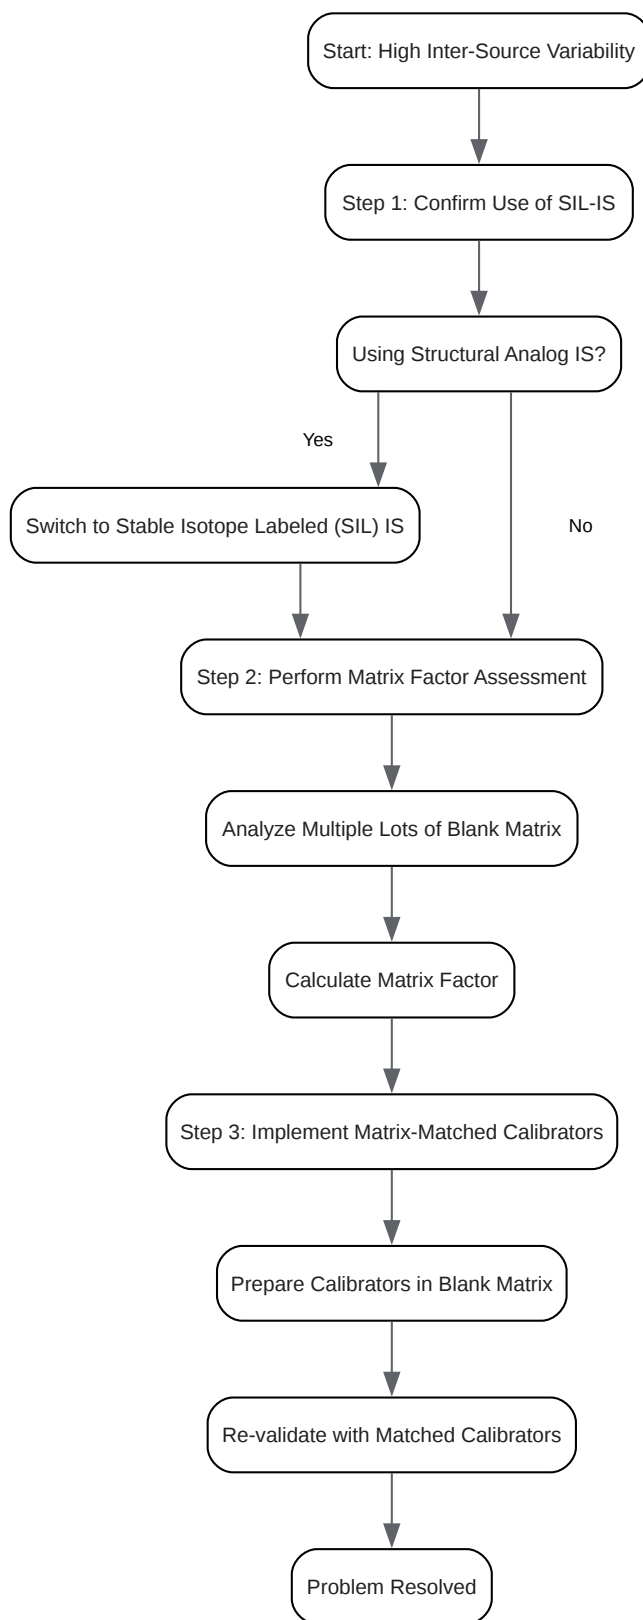 Start: High Inter-Source Variability
Step 1: Confirm Use of SIL-IS
Using Structural Analog IS?
Yes
Switch to Stable Isotope Labeled (SIL) IS
No
Step 2: Perform Matrix Factor Assessment
Analyze Multiple Lots of Blank Matrix
Calculate Matrix Factor
Step 3: Implement Matrix-Matched Calibrators
Prepare Calibrators in Blank Matrix
Re-validate with Matched Calibrators
Problem Resolved